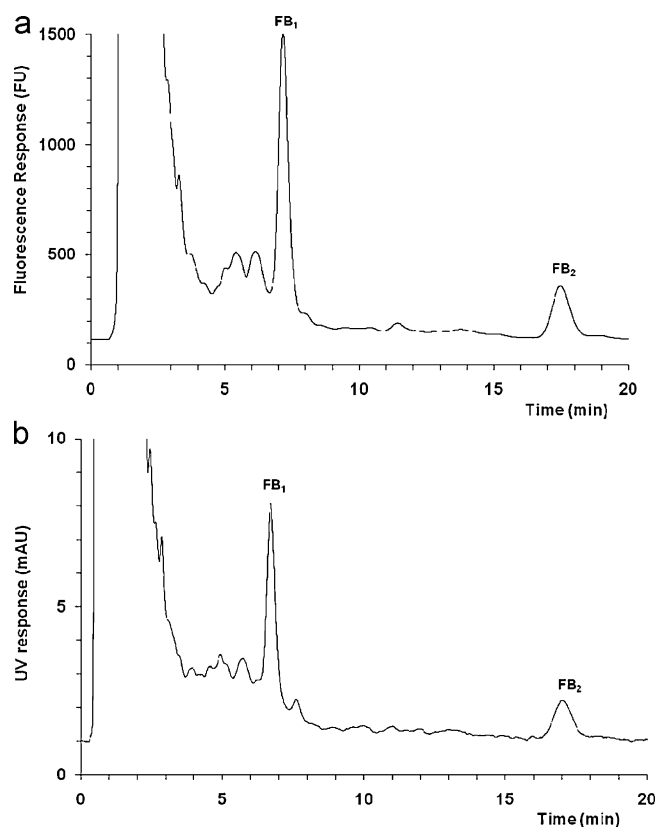 a
FB₁
1500
1000
500
0
Fluorescence Response (FU)
FB₂
0 5 10 15 20
Time (min)
b
10
5
0
UV response (mAU)
FB₁
FB₂
0 5 10 15 20
Time (min)